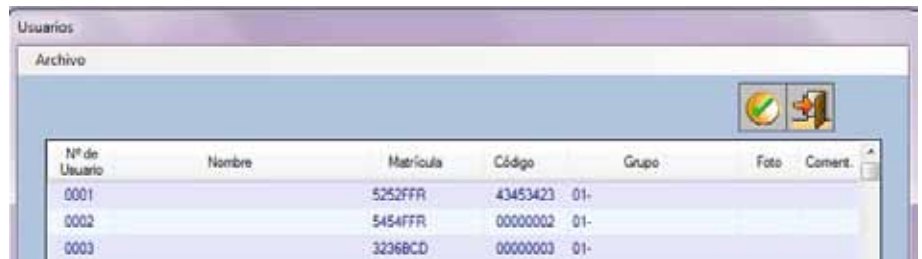 Usuarios
Archivo
Nº de Usuario Nombre Matrícula Código Grupo Foto Coment.
0001 5252FFR 43453423 01-
0002 5454FFR 00000002 01-
0003 3236BCD 00000003 01-